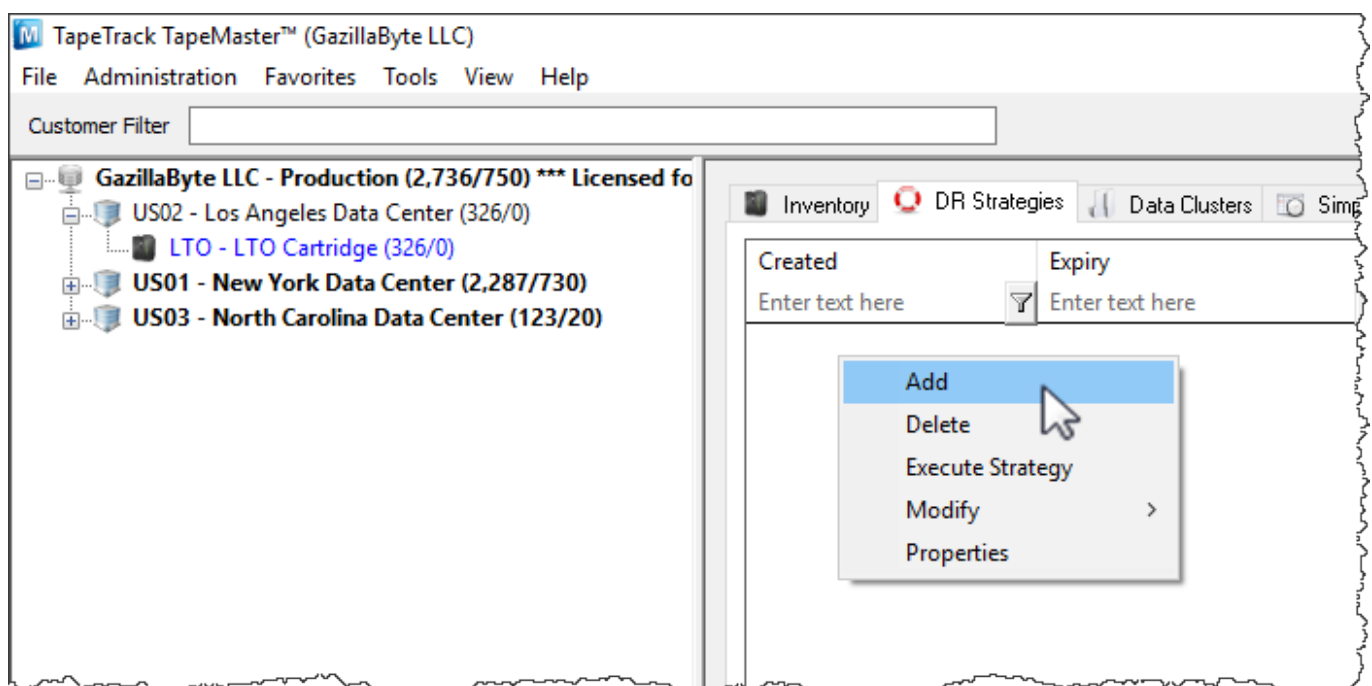 TapeTrack TapeMaster™ (GazillaByte LLC)
File Administration Favorites Tools View Help
Customer Filter
GazillaByte LLC - Production (2,736/750) *** Licensed fo
US02 - Los Angeles Data Center (326/0)
LTO - LTO Cartridge (326/0)
US01 - New York Data Center (2,287/730)
US03 - North Carolina Data Center (123/20)
Inventory DR Strategies Data Clusters Simp
Created Expiry
Enter text here Enter text here
Add
Delete
Execute Strategy
Modify
Properties